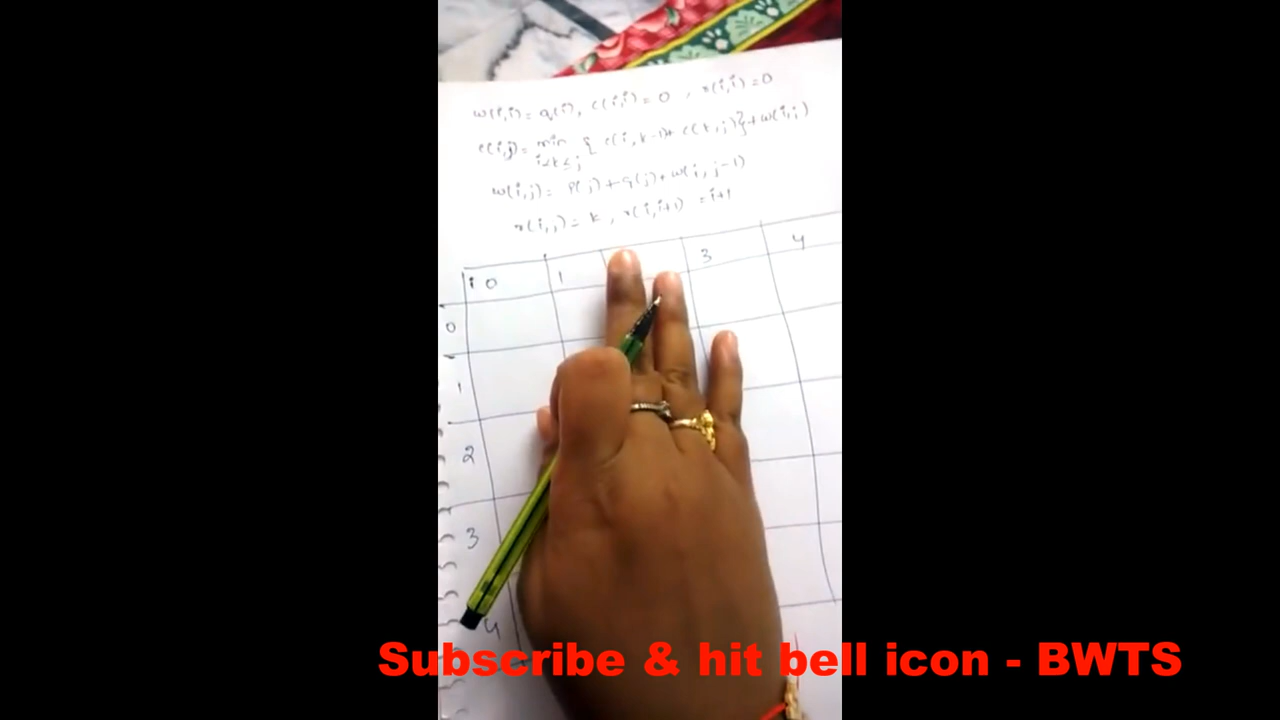 w(i,i) = q(i), c(i,i) = 0, r(i,i) = 0
c(i,j) = min { c(i,k-1) + c(k,j) } + w(i,j)
i<k≤j
w(i,j) = P(j) + q(j) + w(i,j-1)
r(i,j) = k, r(i,i+1) = i+1
i 0 1 3 4
0
1
2
3
4
Subscribe & hit bell icon - BWTS